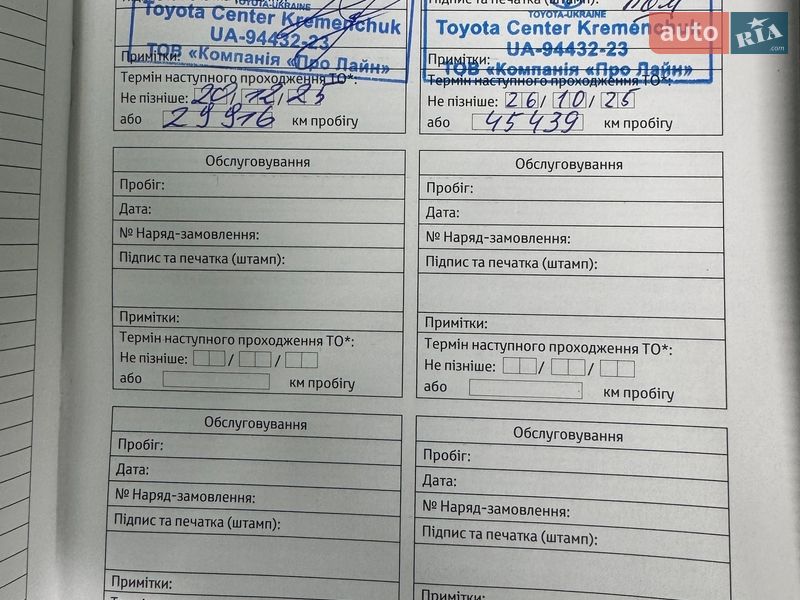 TOYOTA-UKRAINE
Toyota Center Kremenchuk
UA-94432-23
ТОВ «Компанія «Про Лайн»
Примітки:
Термін наступного проходження ТО*:
Не пізніше: 20/12/25
або 29916 км пробігу
TOYOTA-UKRAINE
Toyota Center Kremenchuk
UA-94432-23
ТОВ «Компанія «Про Лайн»
Примітки:
Термін наступного проходження ТО*:
Не пізніше: 26/10/25
або 45439 км пробігу
auto RIA .com
Обслуговування
Пробіг:
Дата:
№ Наряд-замовлення:
Підпис та печатка (штамп):
Примітки:
Термін наступного проходження ТО*:
Не пізніше: / /
або км пробігу
Обслуговування
Пробіг:
Дата:
№ Наряд-замовлення:
Підпис та печатка (штамп):
Примітки:
Термін наступного проходження ТО*:
Не пізніше: / /
або км пробігу
Обслуговування
Пробіг:
Дата:
№ Наряд-замовлення:
Підпис та печатка (штамп):
Примітки:
Обслуговування
Пробіг:
Дата:
№ Наряд-замовлення:
Підпис та печатка (штамп):
Примітки: